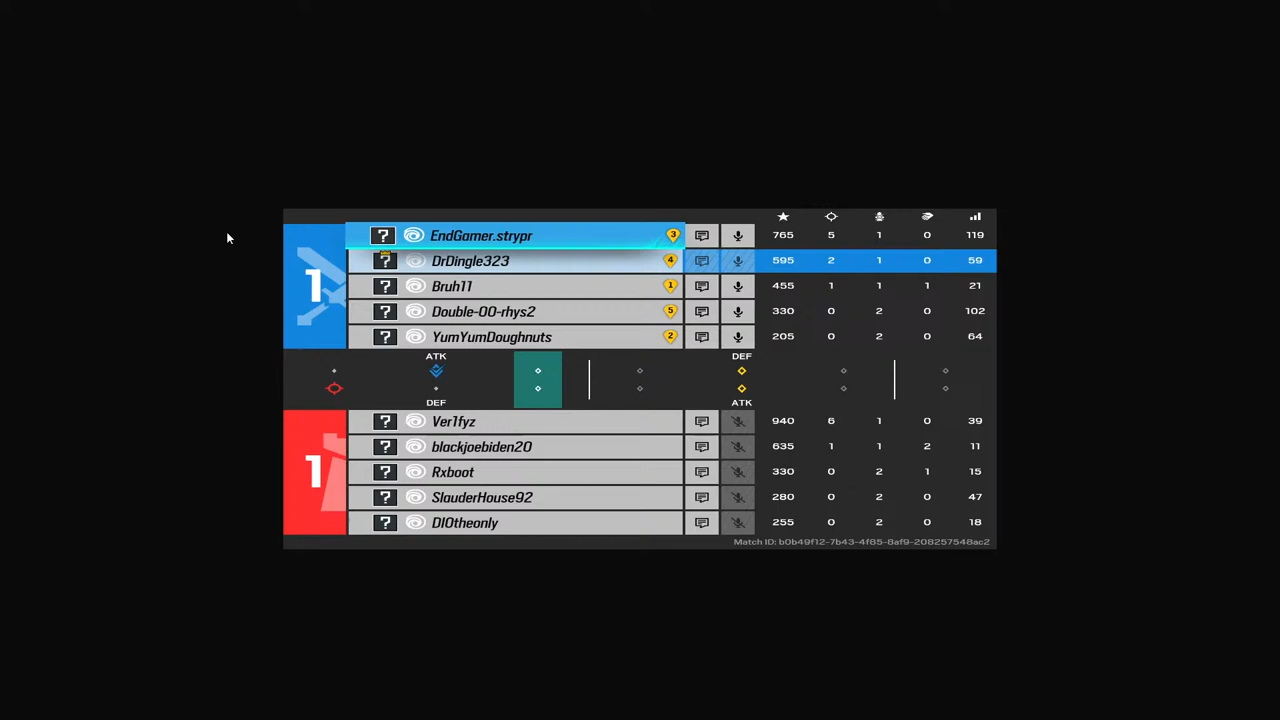 ? EndGamer.strypr 3 765 5 1 0 119
1
? DrDingle323 4 595 2 1 0 59
? Bruh11 1 455 1 1 1 21
? Double-OO-rhys2 5 330 0 2 0 102
? YumYumDoughnuts 2 205 0 2 0 64
ATK DEF
DEF ATK
? Ver1fyz 940 6 1 0 39
? blackjoebiden20 635 1 1 2 11
1
? Rxboot 330 0 2 1 15
? SlauderHouse92 280 0 2 0 47
? DIOtheonly 255 0 2 0 18
Match ID: b0b49f12-7b43-4f85-8af9-208257548ac2